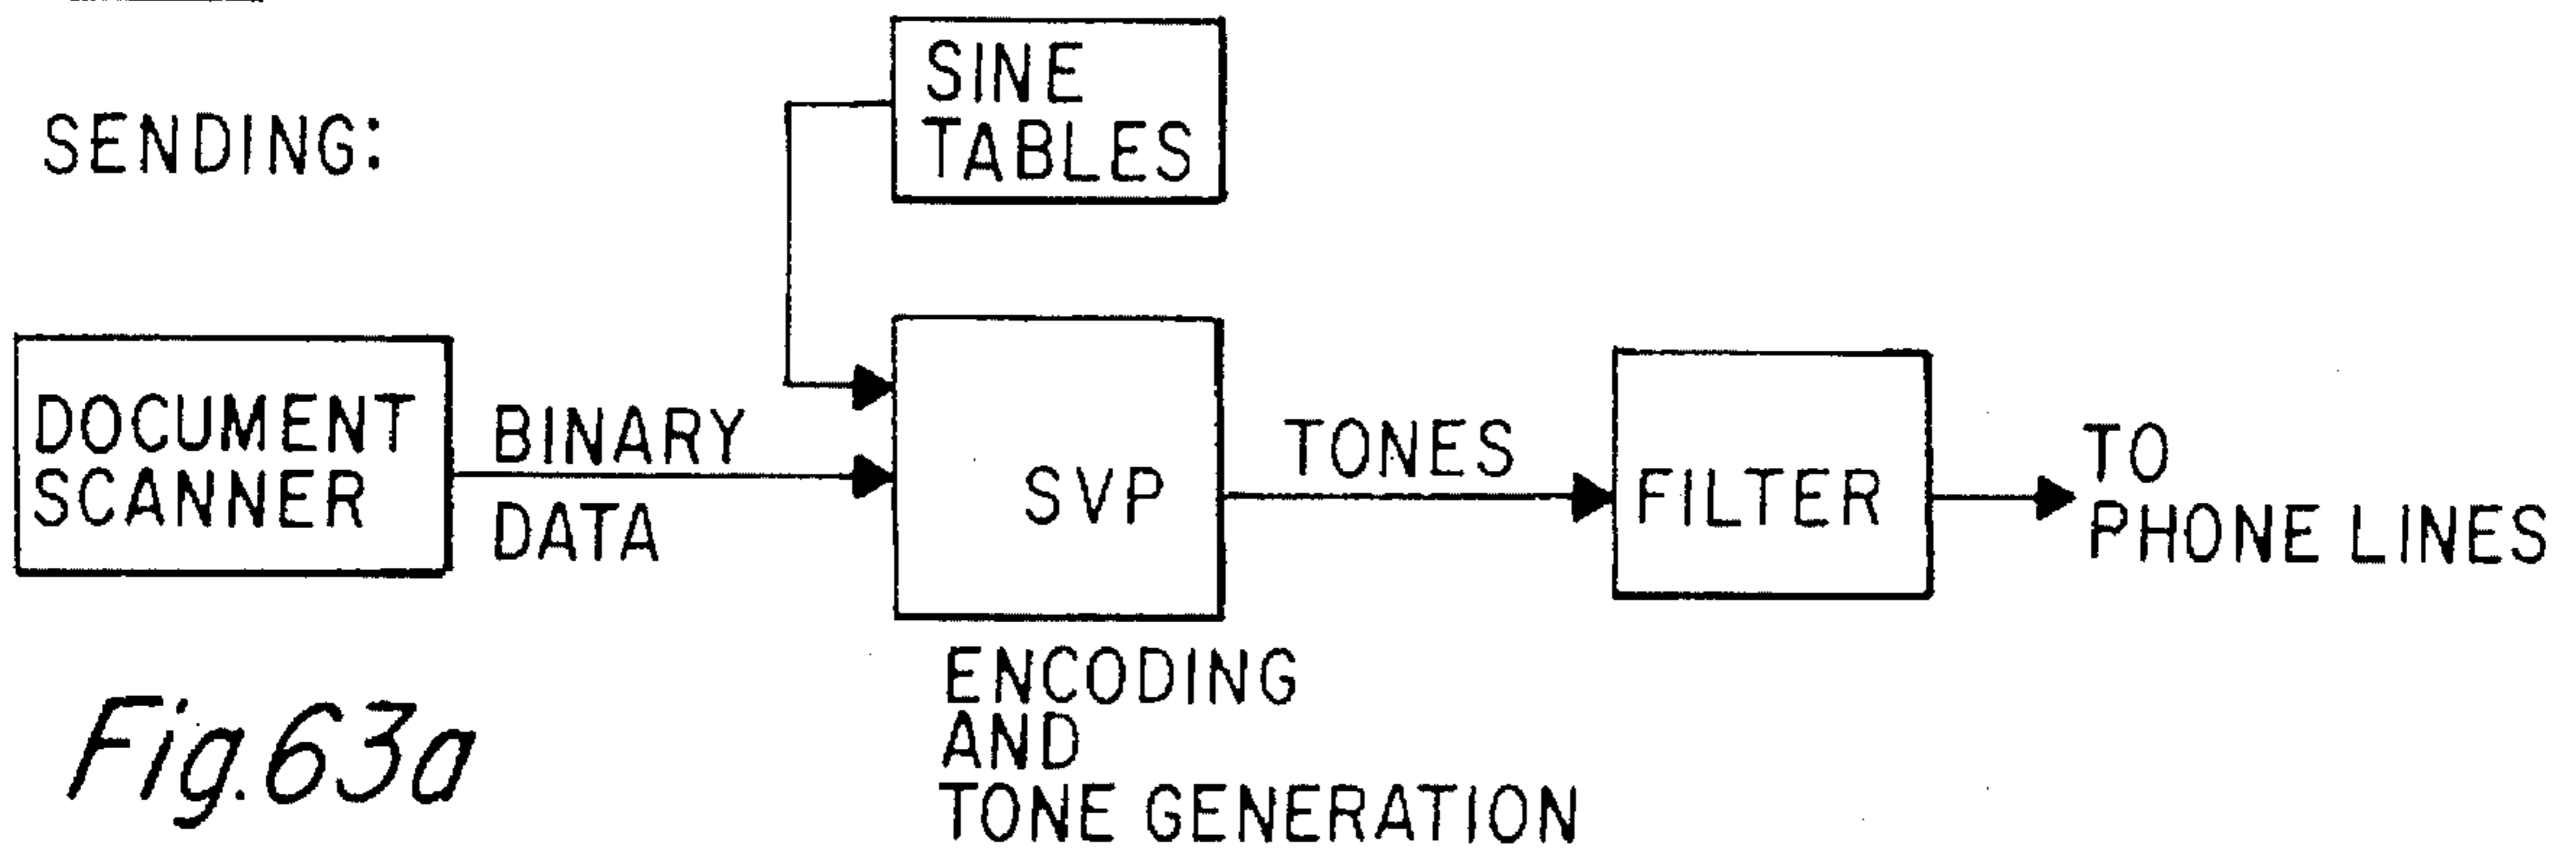 SENDING:
SINE
TABLES
DOCUMENT
SCANNER
BINARY
DATA
SVP
TONES
FILTER
TO
PHONE LINES
ENCODING
AND
TONE GENERATION
Fig.63a